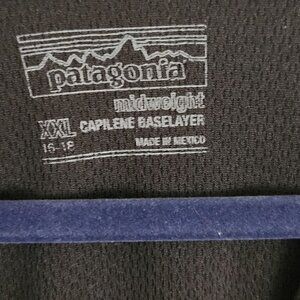 patagonia
midweight
XXL CAPILENE BASELAYER
16-18 MADE IN MEXICO